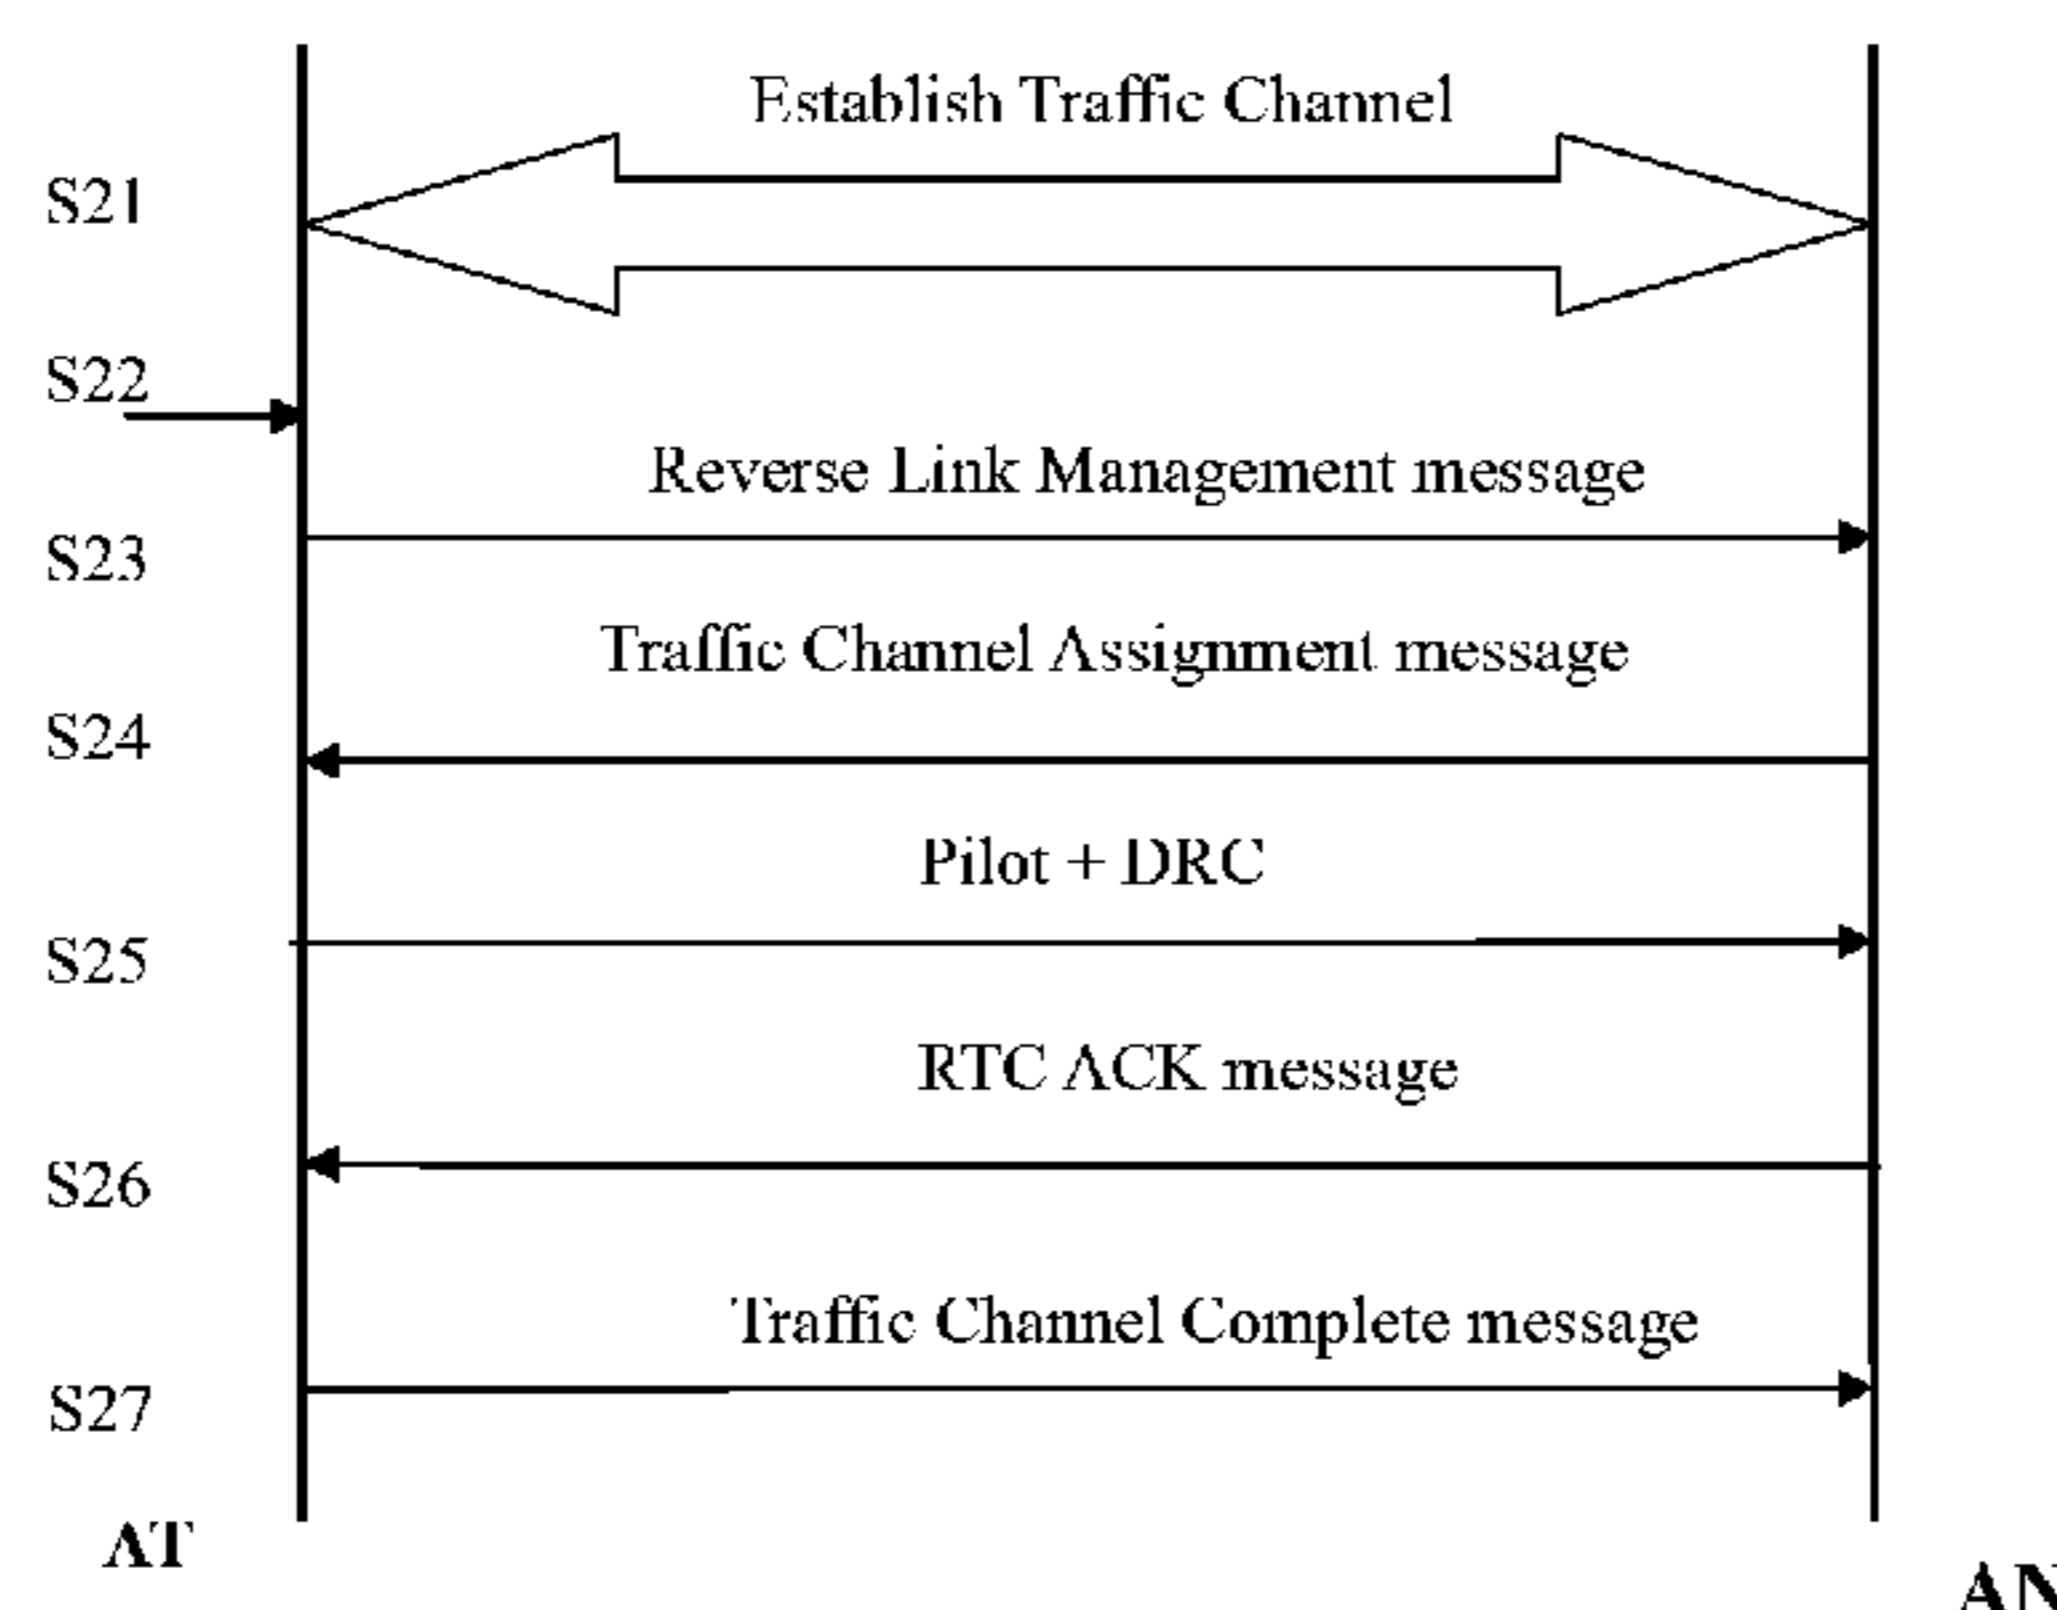 Establish Traffic Channel
S21
S22
Reverse Link Management message
S23
Traffic Channel Assignment message
S24
Pilot + DRC
S25
RTC ACK message
S26
Traffic Channel Complete message
S27
AT
AN